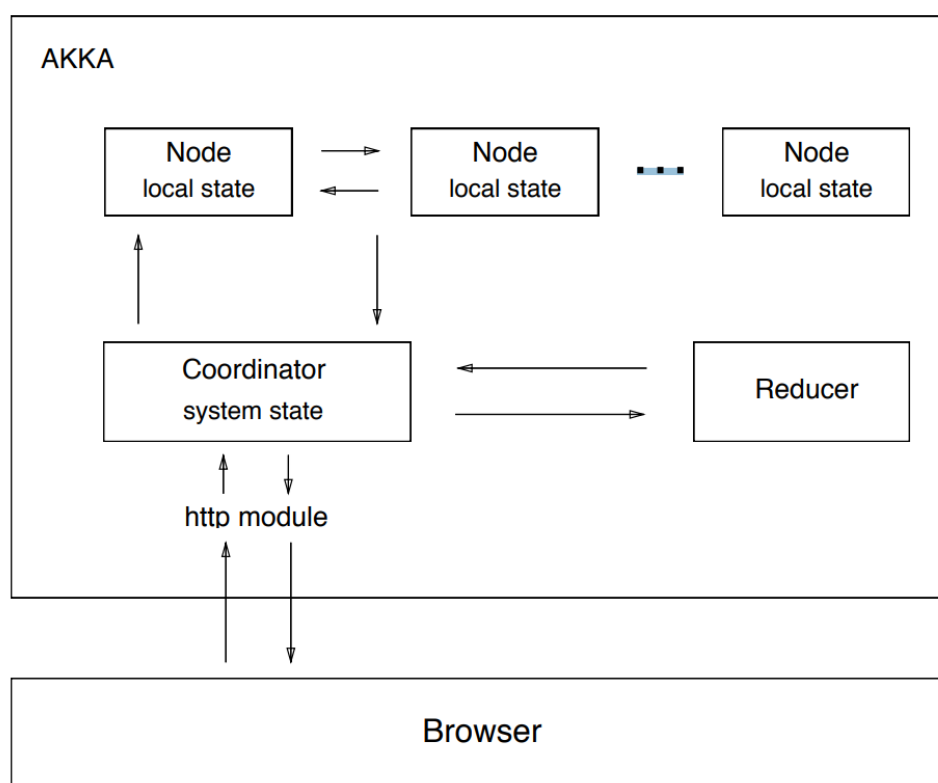 AKKA
Node
local state
Node
local state
Node
local state
Coordinator
system state
Reducer
http module
Browser